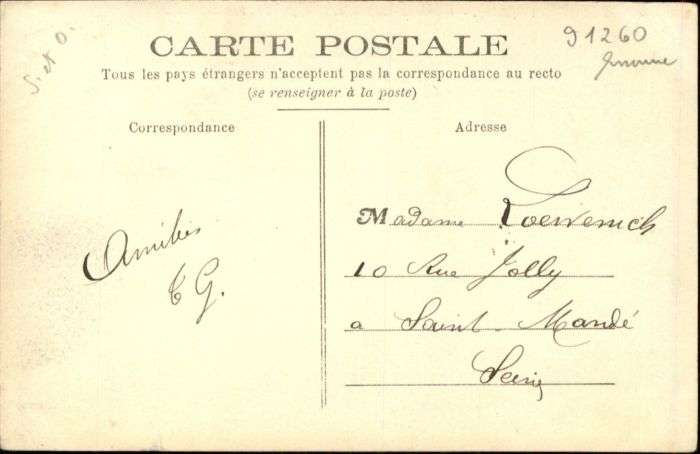 S. et O.
91260
CARTE POSTALE
Tous les pays étrangers n'acceptent pas la correspondance au recto
(se renseigner à la poste)
Correspondance
Adresse
Amitiés
G.
Madame
10 Rue Jolly
a Saint-Mandé
Seine